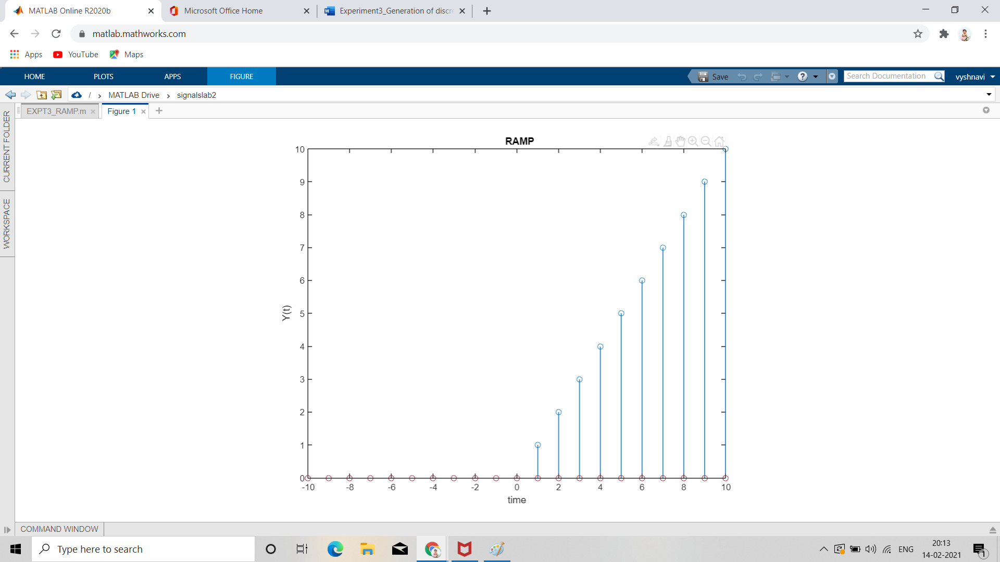 MATLAB Online R2020b
Microsoft Office Home
Experiment3_Generation of discre
matlab.mathworks.com
Apps
YouTube
Maps
HOME
PLOTS
APPS
FIGURE
Save
Search Documentation
vyshnavi
/ › MATLAB Drive › signalslab2
EXPT3_RAMP.m
Figure 1
CURRENT FOLDER
WORKSPACE
RAMP
10
9
8
7
6
5
4
3
2
1
0
Y(t)
-10 -8 -6 -4 -2 0 2 4 6 8 10
time
COMMAND WINDOW
Type here to search
ENG
20:13
14-02-2021
1